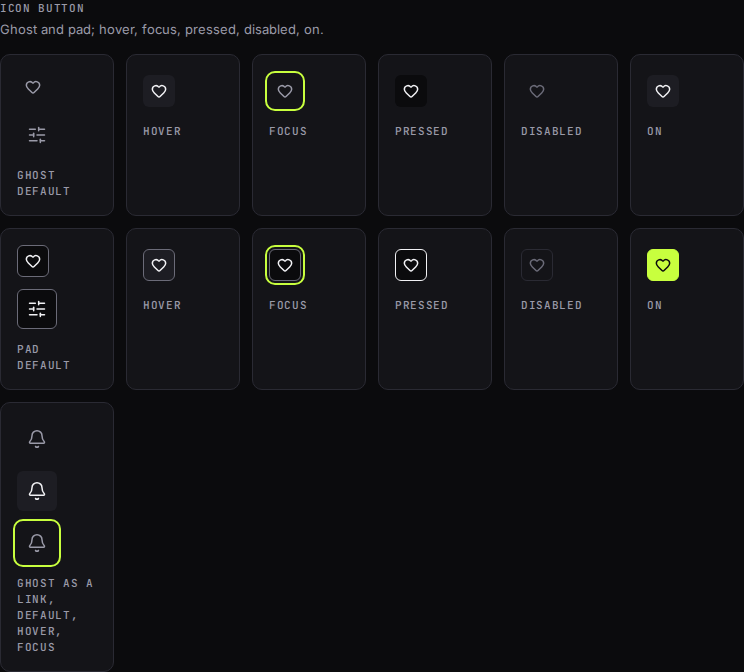 ICON BUTTON
Ghost and pad; hover, focus, pressed, disabled, on.
GHOST
DEFAULT
HOVER
FOCUS
PRESSED
DISABLED
ON
PAD
DEFAULT
HOVER
FOCUS
PRESSED
DISABLED
ON
GHOST AS A
LINK,
DEFAULT,
HOVER,
FOCUS